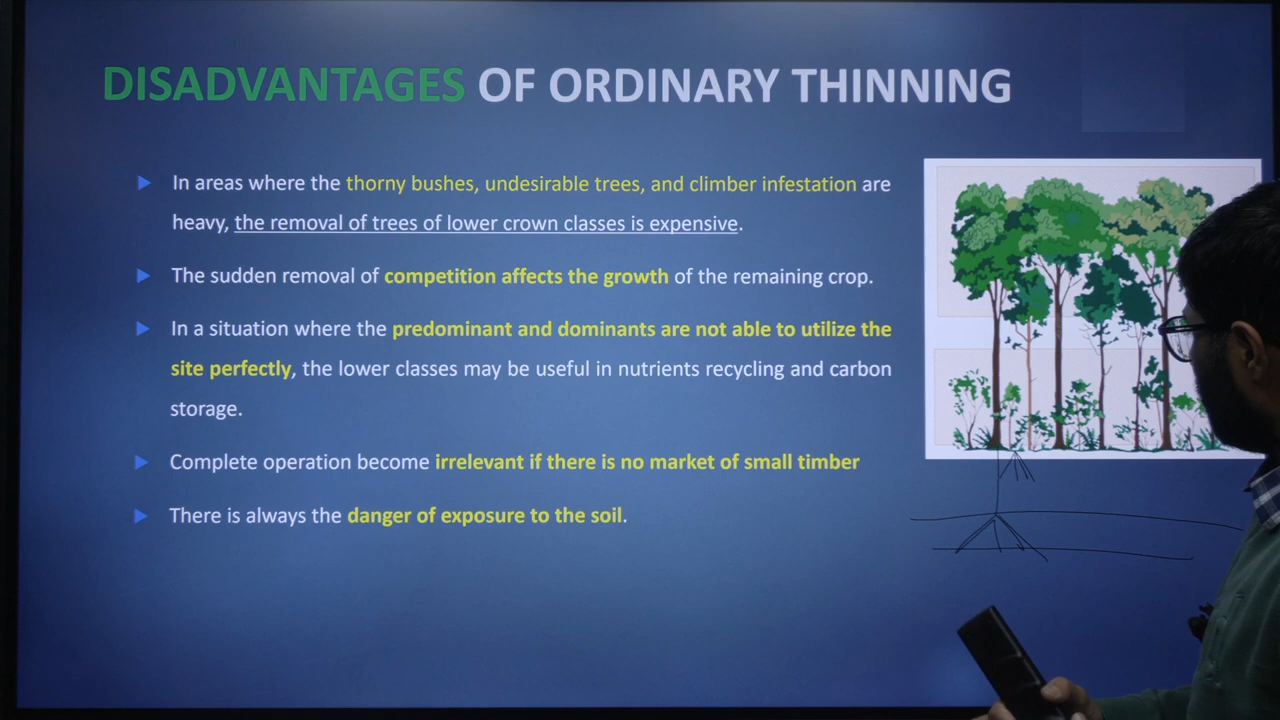 DISADVANTAGES OF ORDINARY THINNING
In areas where the thorny bushes, undesirable trees, and climber infestation are
heavy, the removal of trees of lower crown classes is expensive.
The sudden removal of competition affects the growth of the remaining crop.
In a situation where the predominant and dominants are not able to utilize the
site perfectly, the lower classes may be useful in nutrients recycling and carbon
storage.
Complete operation become irrelevant if there is no market of small timber
There is always the danger of exposure to the soil.